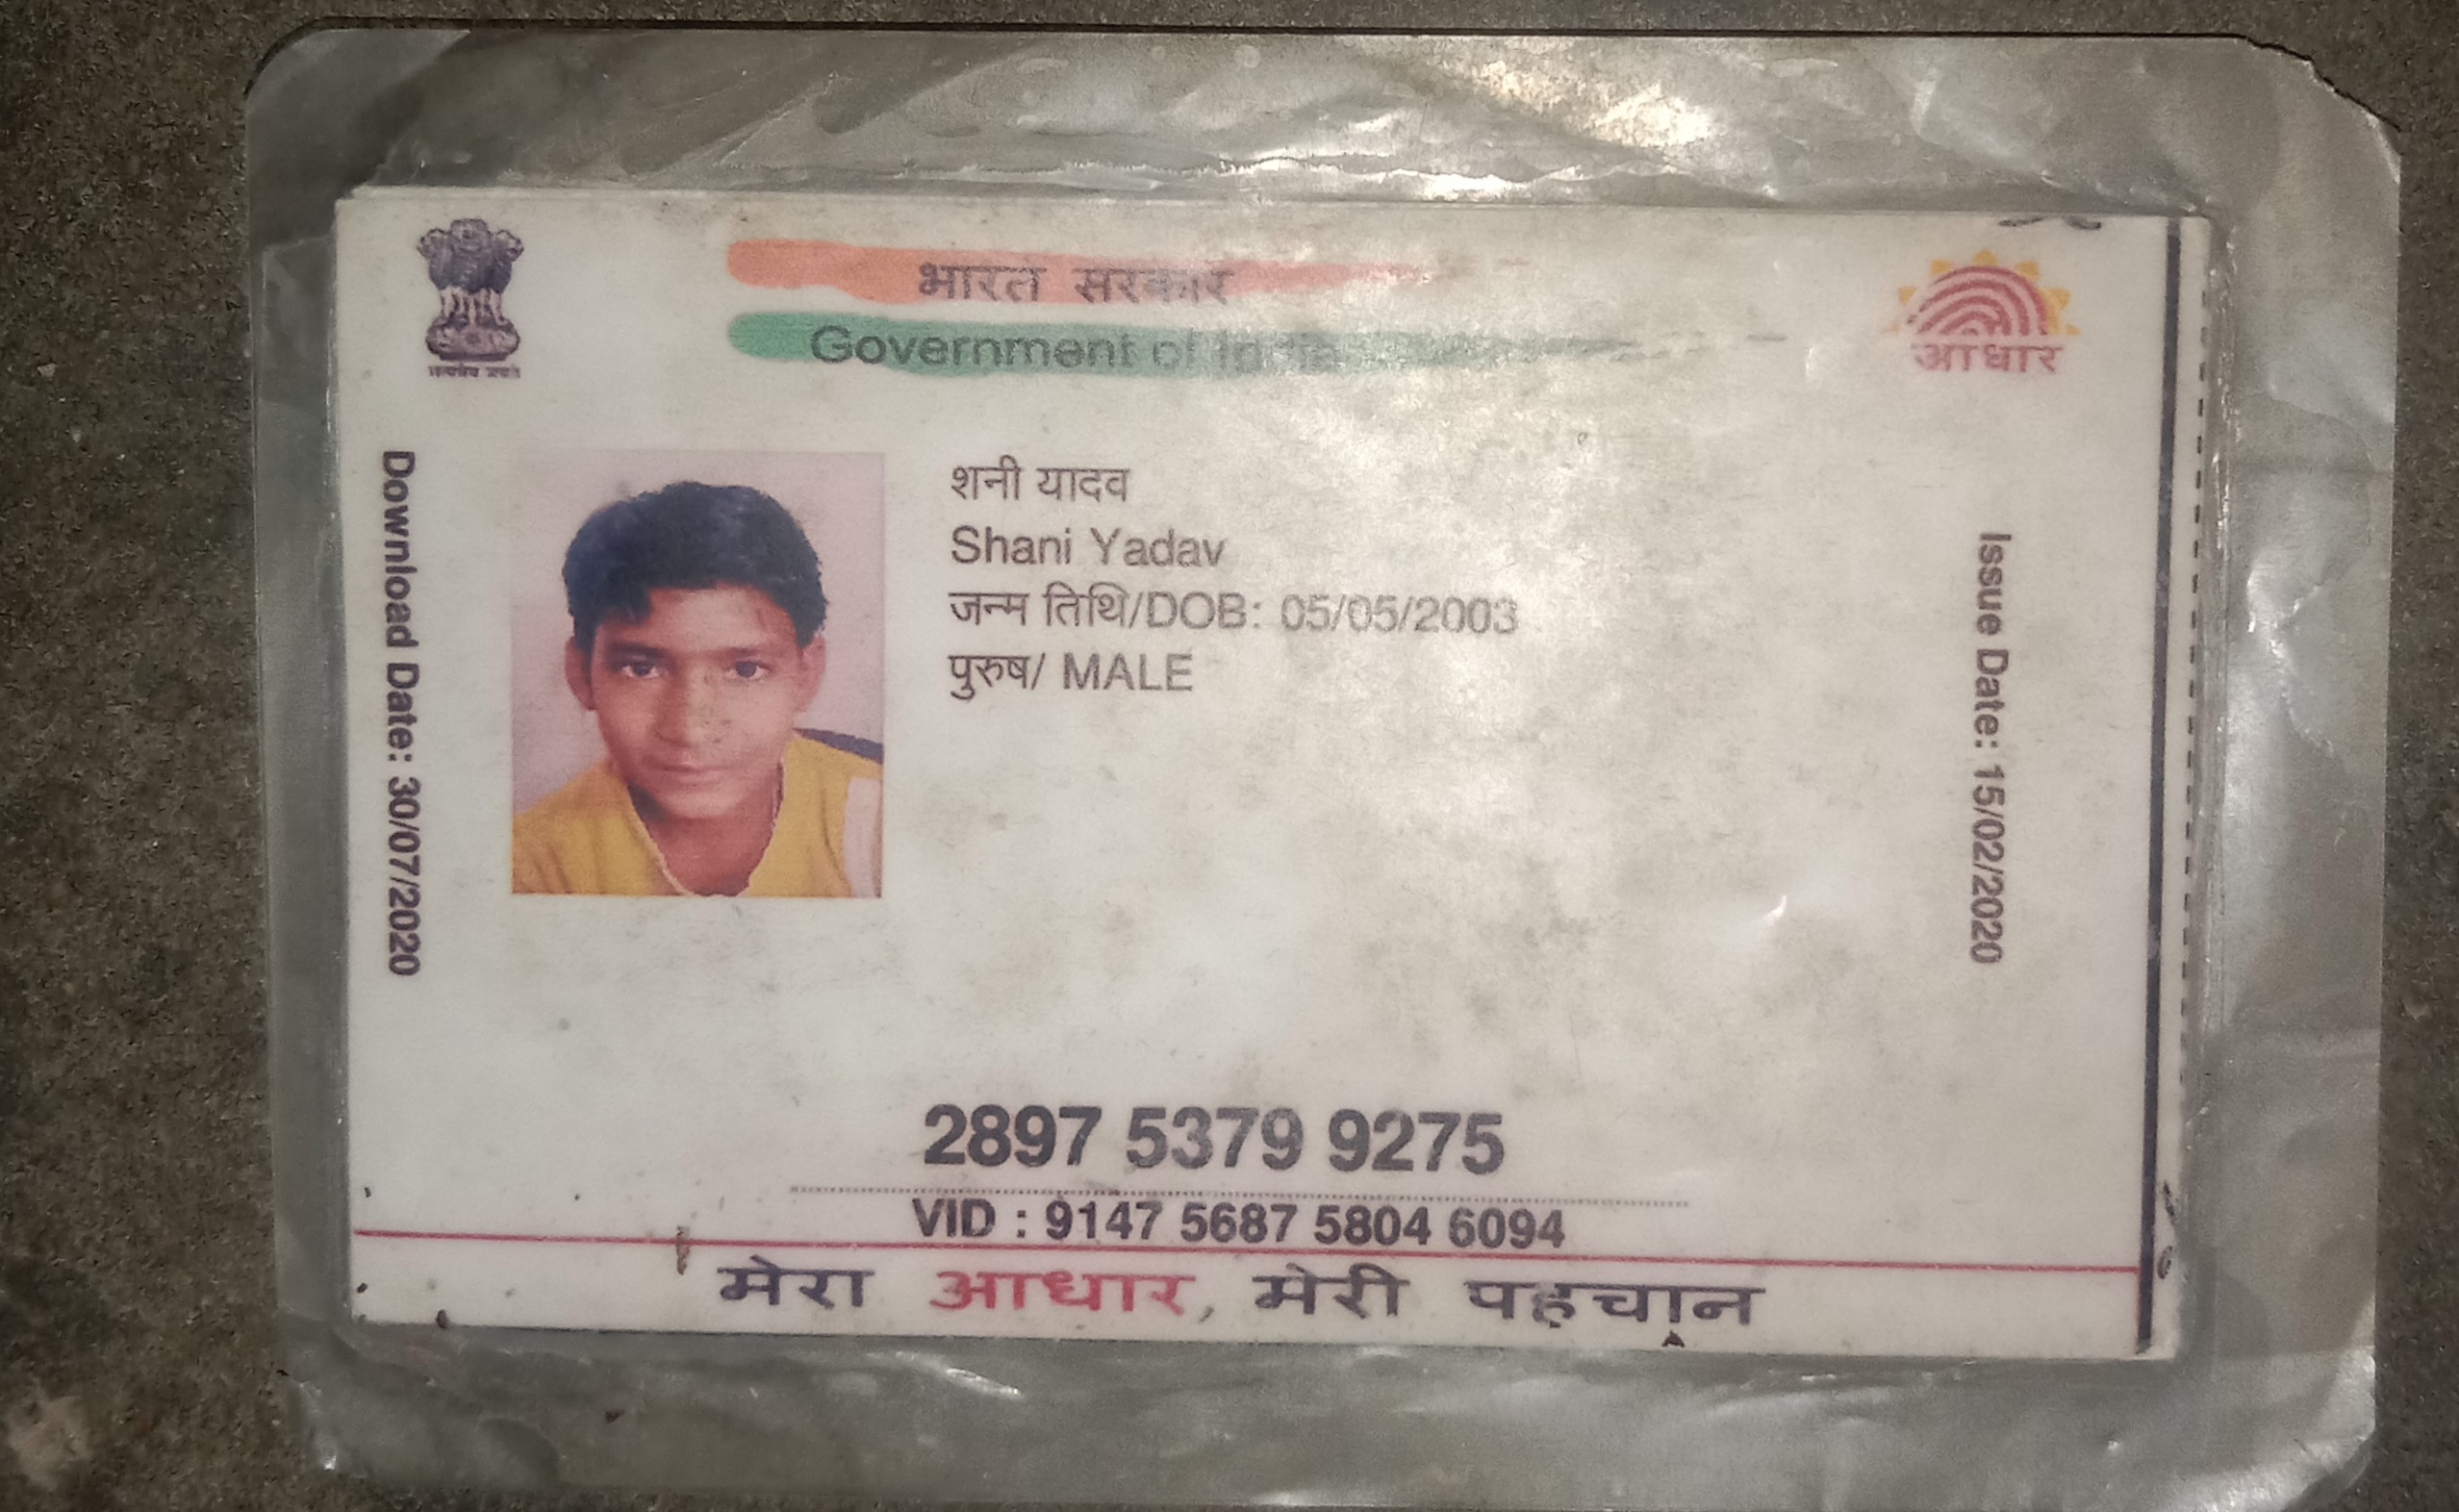 भारत सरकार
Government of India
सत्यमेव जयते
आधार
Download Date: 30/07/2020
शनी यादव
Shani Yadav
जन्म तिथि/DOB: 05/05/2003
पुरुष/ MALE
Issue Date: 15/02/2020
2897 5379 9275
VID : 9147 5687 5804 6094
मेरा आधार, मेरी पहचान